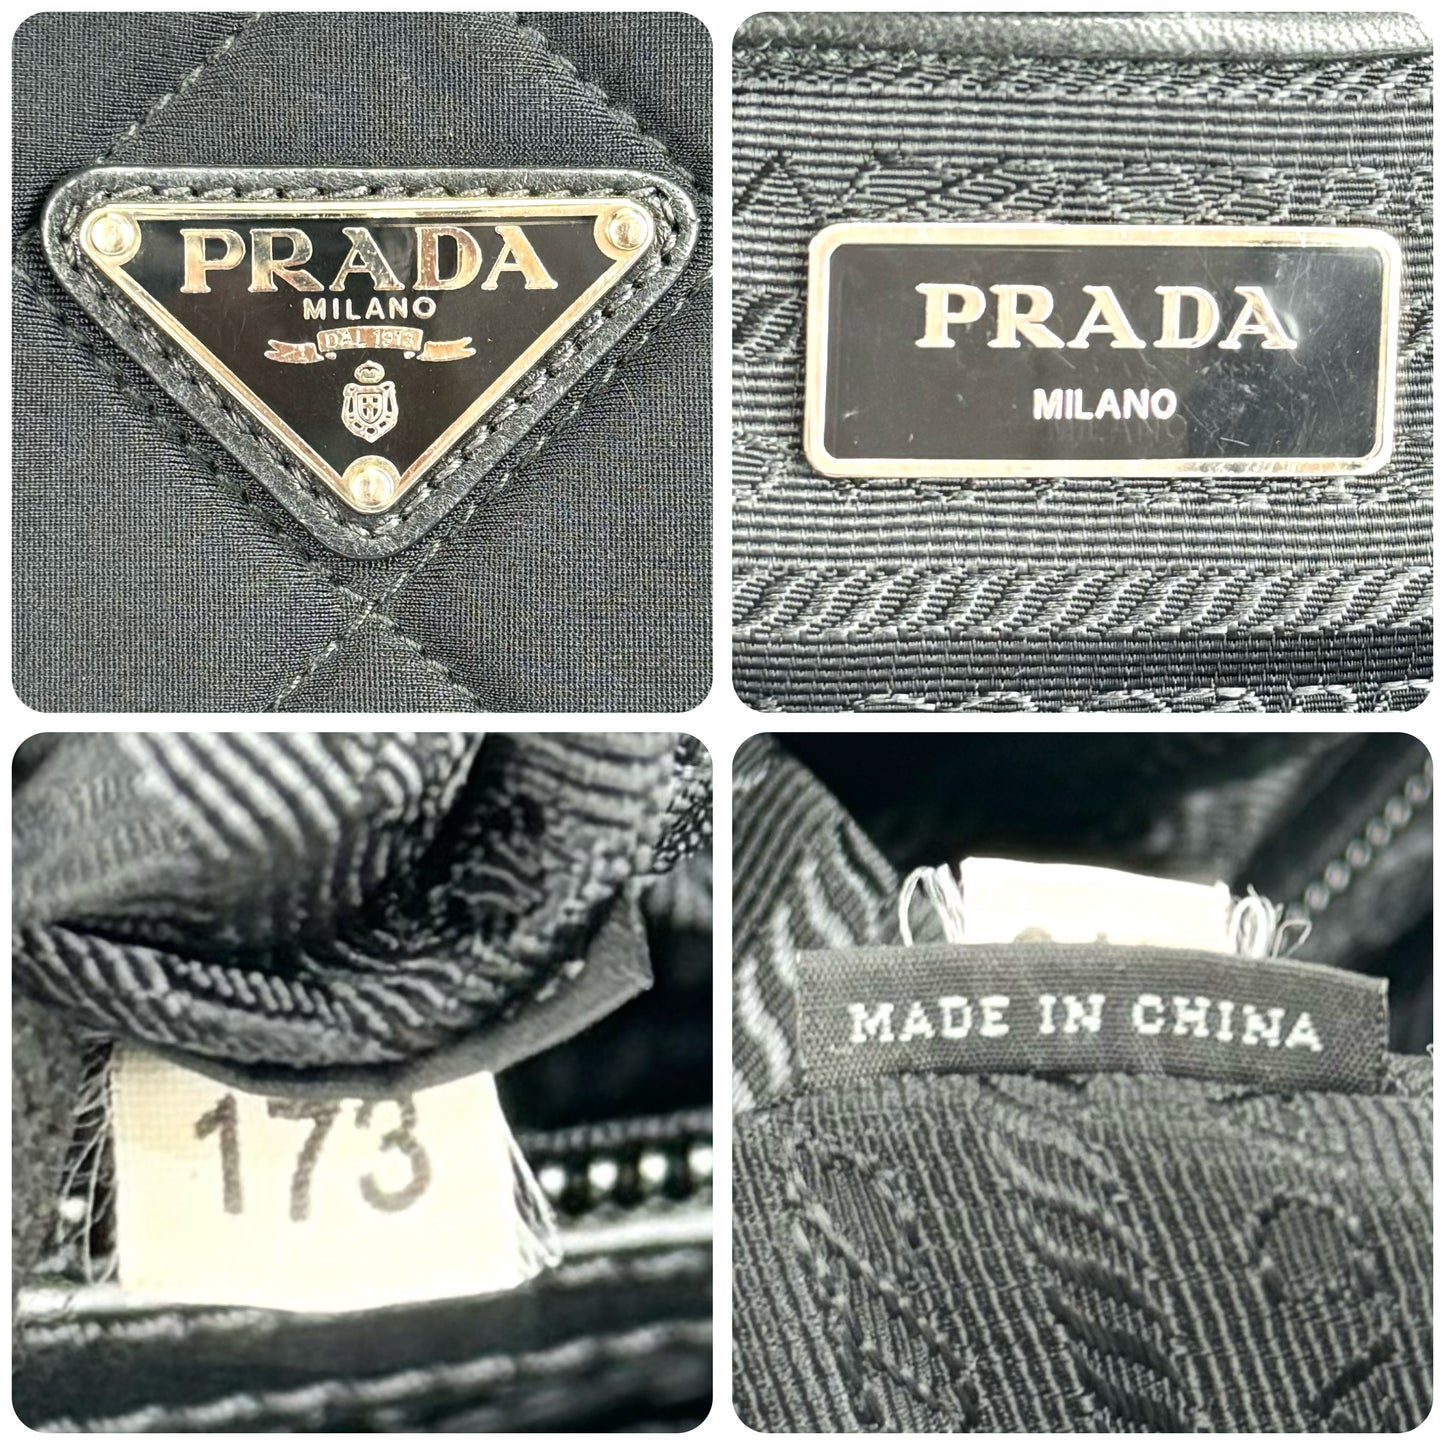 PRADA
MILANO
DAL 1913
PRADA
MILANO
173
MADE IN CHINA